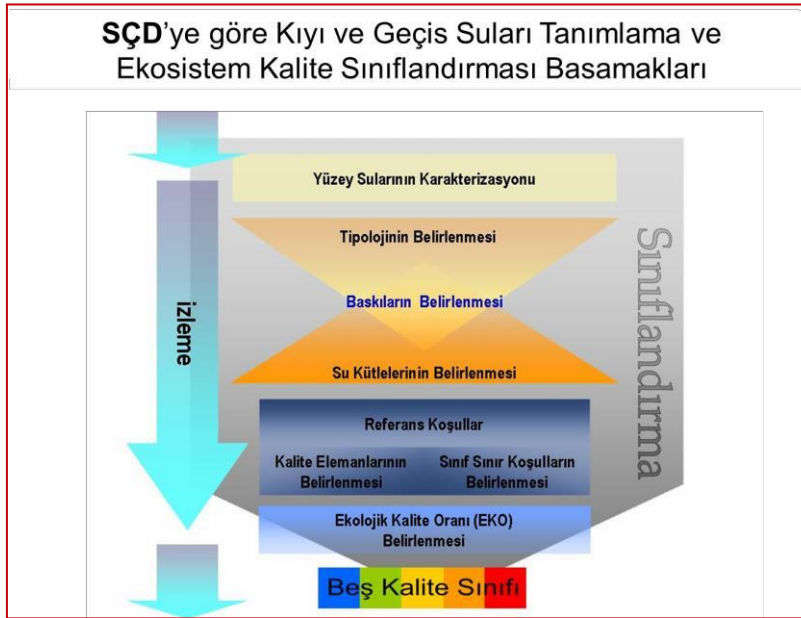 SÇD'ye göre Kıyı ve Geçis Suları Tanımlama ve
Ekosistem Kalite Sınıflandırması Basamakları
Yüzey Sularının Karakterizasyonu
Tipolojinin Belirlenmesi
Baskıların Belirlenmesi
Su Kütlelerinin Belirlenmesi
Referans Koşullar
Kalite Elemanlarının
Belirlenmesi
Sınıf Sınır Koşulların
Belirlenmesi
Ekolojik Kalite Oranı (EKO)
Belirlenmesi
Beş Kalite Sınıfı
izleme
Sınıflandırma